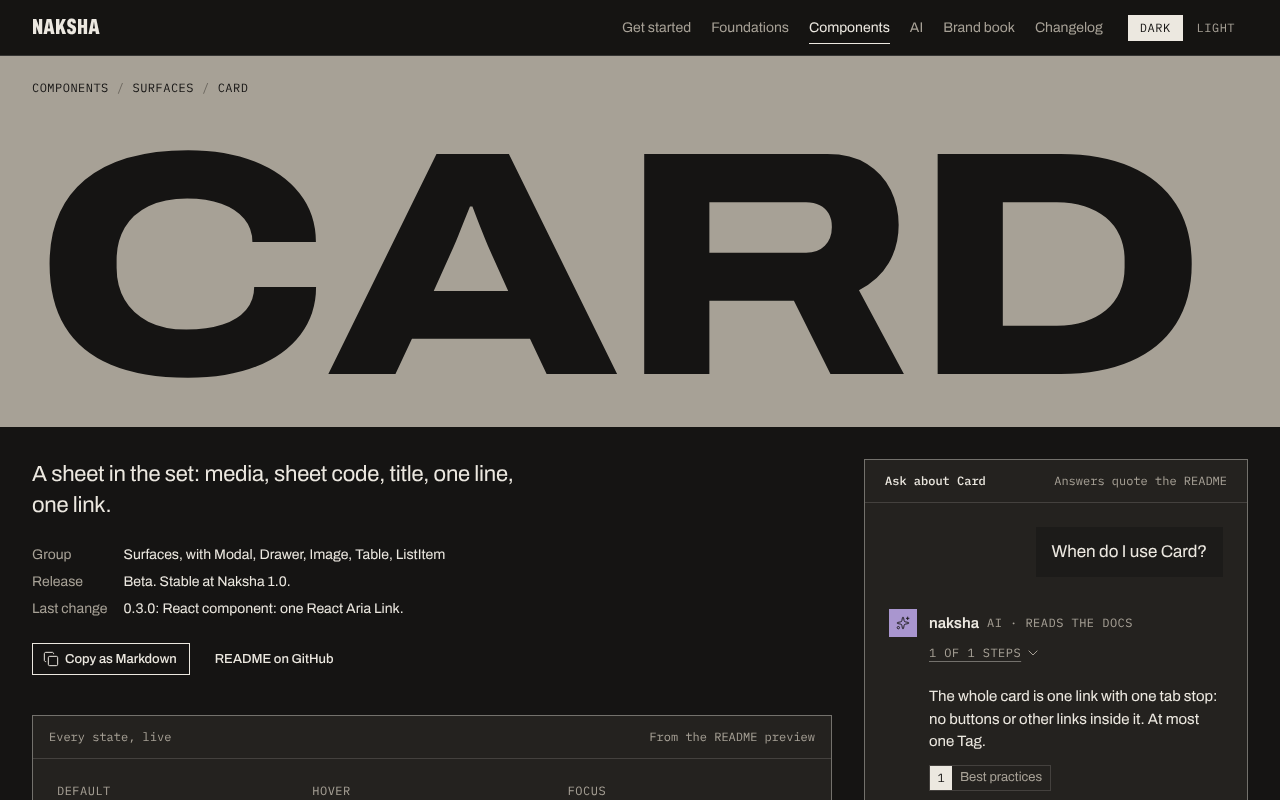 NAKSHA
Get started Foundations Components AI Brand book Changelog DARK LIGHT
COMPONENTS / SURFACES / CARD
CARD
A sheet in the set: media, sheet code, title, one line,
one link.
Group Surfaces, with Modal, Drawer, Image, Table, ListItem
Release Beta. Stable at Naksha 1.0.
Last change 0.3.0: React component: one React Aria Link.
Copy as Markdown README on GitHub
Every state, live From the README preview
DEFAULT HOVER FOCUS
Ask about Card Answers quote the README
When do I use Card?
naksha AI · READS THE DOCS
1 OF 1 STEPS
The whole card is one link with one tab stop:
no buttons or other links inside it. At most
one Tag.
1 Best practices